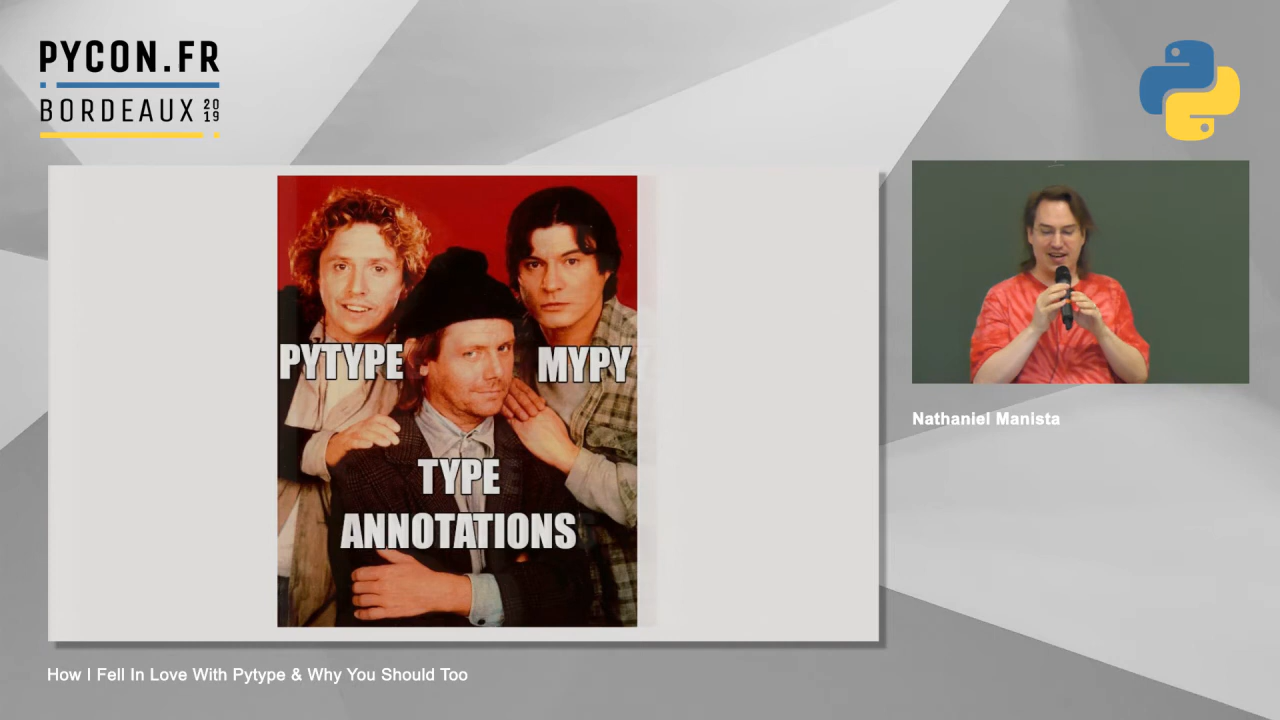 PYCON.FR
BORDEAUX 2019
PYTYPE
MYPY
TYPE
ANNOTATIONS
Nathaniel Manista
How I Fell In Love With Pytype & Why You Should Too